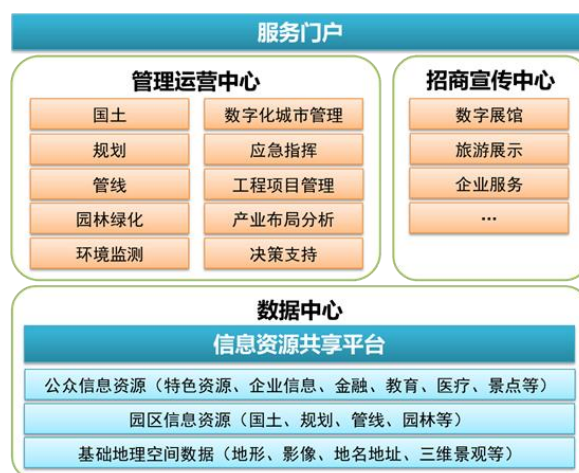 服务门户
管理运营中心
国土
数字化城市管理
规划
应急指挥
管线
工程项目管理
园林绿化
产业布局分析
环境监测
决策支持
招商宣传中心
数字展馆
旅游展示
企业服务
…
数据中心
信息资源共享平台
公众信息资源（特色资源、企业信息、金融、教育、医疗、景点等）
园区信息资源（国土、规划、管线、园林等）
基础地理空间数据（地形、影像、地名地址、三维景观等）